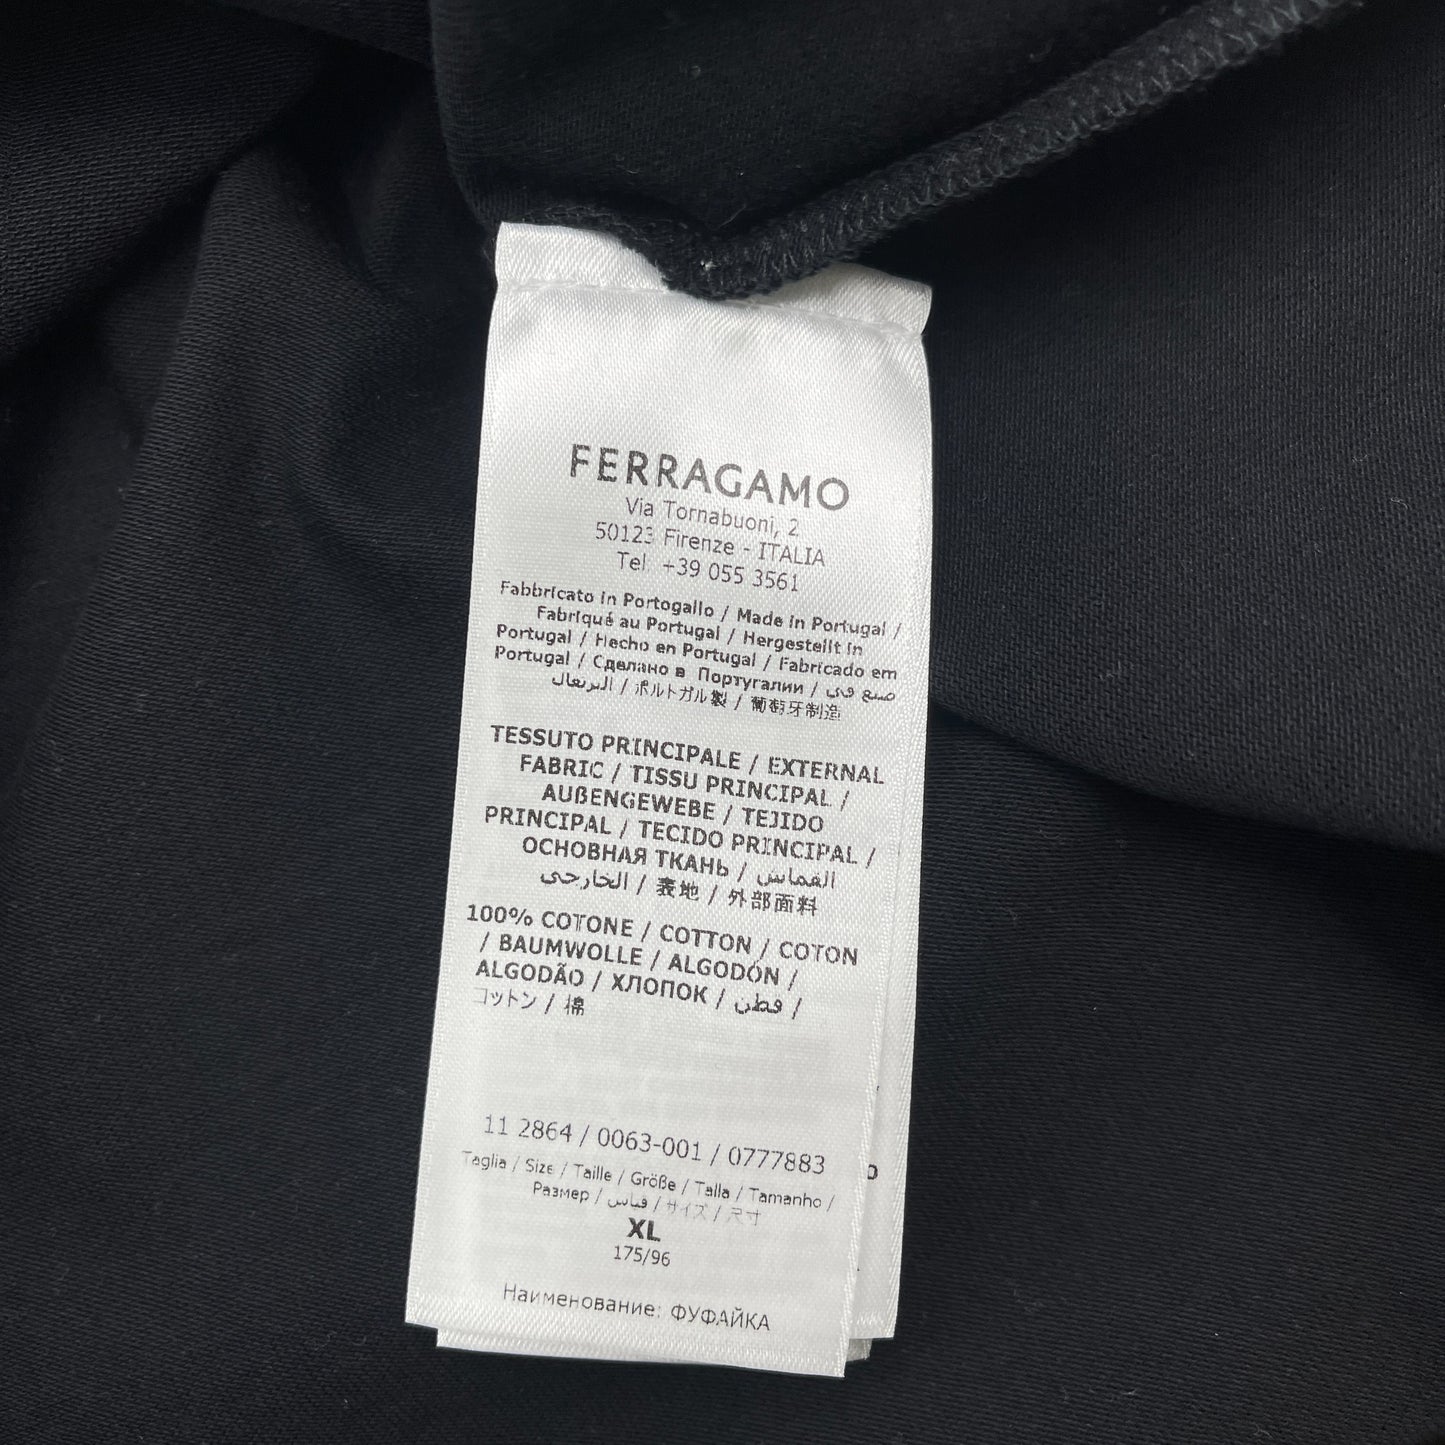 FERRAGAMO
Via Tornabuoni, 2
50123 Firenze - ITALIA
Tel +39 055 3561
Fabbricato in Portogallo / Made in Portugal /
Fabriqué au Portugal / Hergestellt in
Portugal / Hecho en Portugal / Fabricado em
Portugal / Сделано в Португалии / صنع في
البرتغال / ポルトガル製 / 葡萄牙制造
TESSUTO PRINCIPALE / EXTERNAL
FABRIC / TISSU PRINCIPAL /
AUßENGEWEBE / TEJIDO
PRINCIPAL / TECIDO PRINCIPAL /
ОСНОВНАЯ ТКАНЬ / القماش
الخارجي / 表地 / 外部面料
100% COTONE / COTTON / COTON
/ BAUMWOLLE / ALGODÓN /
ALGODÃO / ХЛОПОК / قطن /
コットン / 棉
11 2864 / 0063-001 / 0777883
Taglia / Size / Taille / Größe / Talla / Tamanho /
Размер / قياس / サイズ / 尺寸
XL
175/96
Наименование: ФУФАЙКА